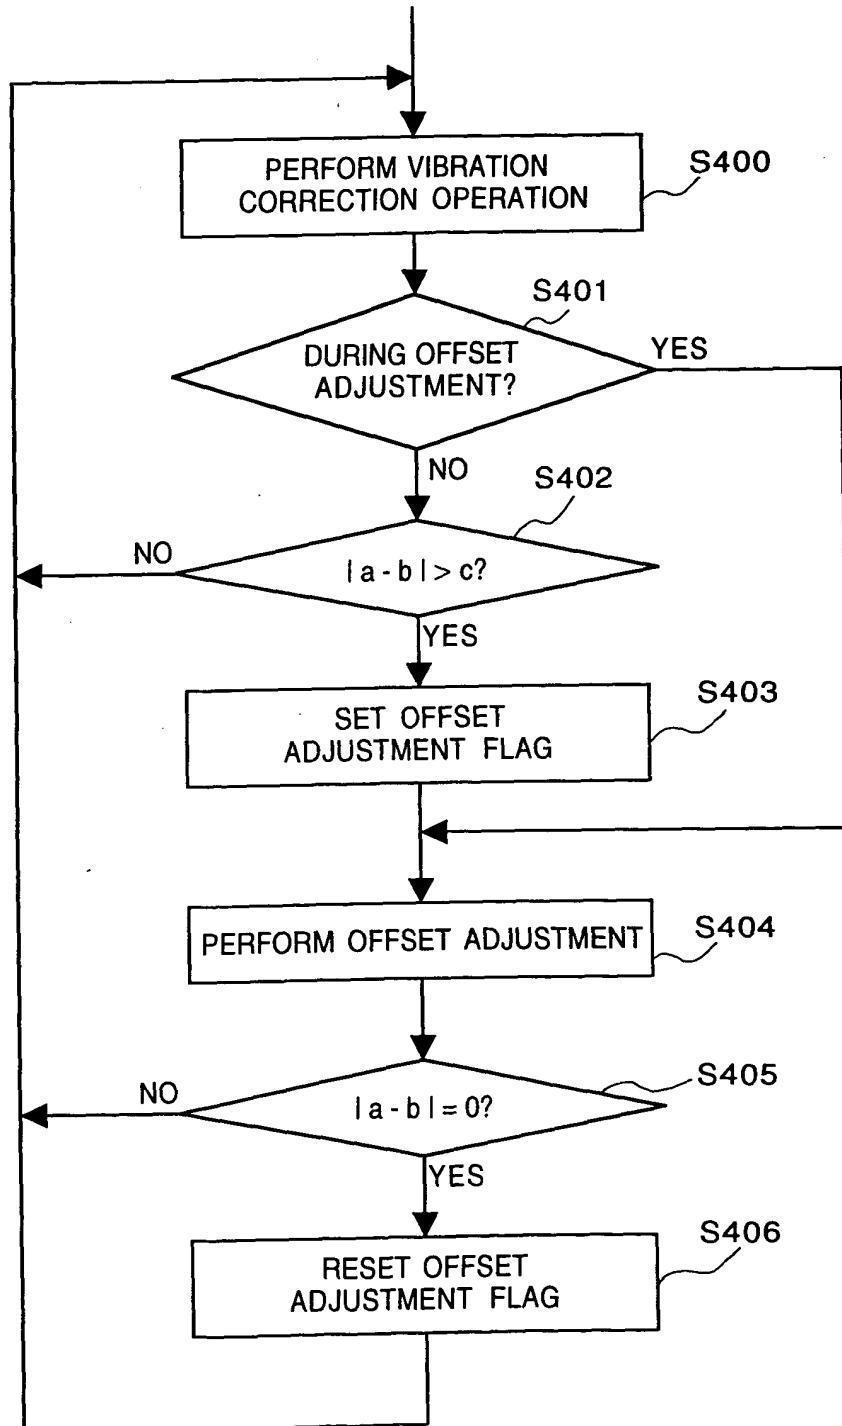 PERFORM VIBRATION
CORRECTION OPERATION
S400
S401
DURING OFFSET
ADJUSTMENT?
YES
NO
S402
NO
| a - b | > c?
YES
S403
SET OFFSET
ADJUSTMENT FLAG
PERFORM OFFSET ADJUSTMENT
S404
S405
NO
| a - b | = 0?
YES
S406
RESET OFFSET
ADJUSTMENT FLAG